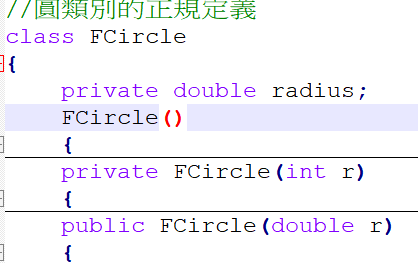 //圓類別的正規定義
class FCircle
{
private double radius;
FCircle()
{
private FCircle(int r)
{
public FCircle(double r)
{